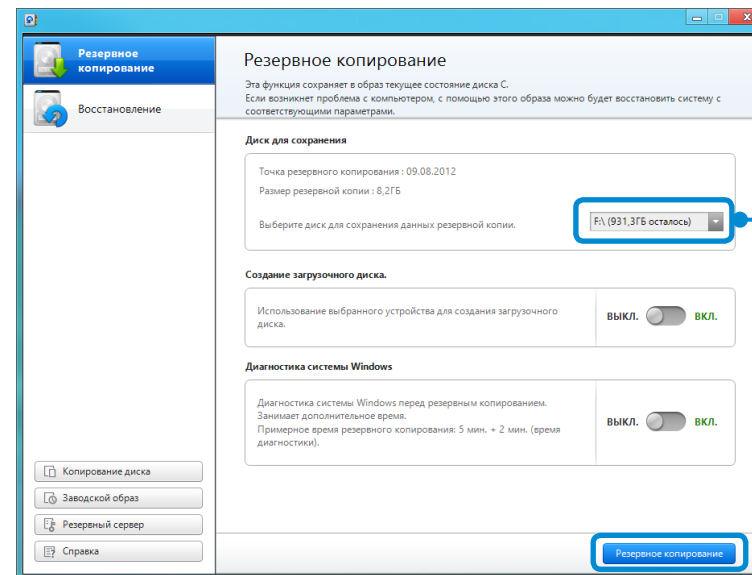 Резервное
копирование
Восстановление
Резервное копирование
Эта функция сохраняет в образ текущее состояние диска C.
Если возникнет проблема с компьютером, с помощью этого образа можно будет восстановить систему с
соответствующими параметрами.
Диск для сохранения
Точка резервного копирования : 09.08.2012
Размер резервной копии : 8,2ГБ
Выберите диск для сохранения данных резервной копии.
F:\ (931,3ГБ осталось)
Создание загрузочного диска.
Использование выбранного устройства для создания загрузочного
диска.
ВЫКЛ. ВКЛ.
Диагностика системы Windows
Диагностика системы Windows перед резервным копированием.
Занимает дополнительное время.
Примерное время резервного копирования: 5 мин. + 2 мин. (время
диагностики).
ВЫКЛ. ВКЛ.
Копирование диска
Заводской образ
Резервный сервер
Справка
Резервное копирование